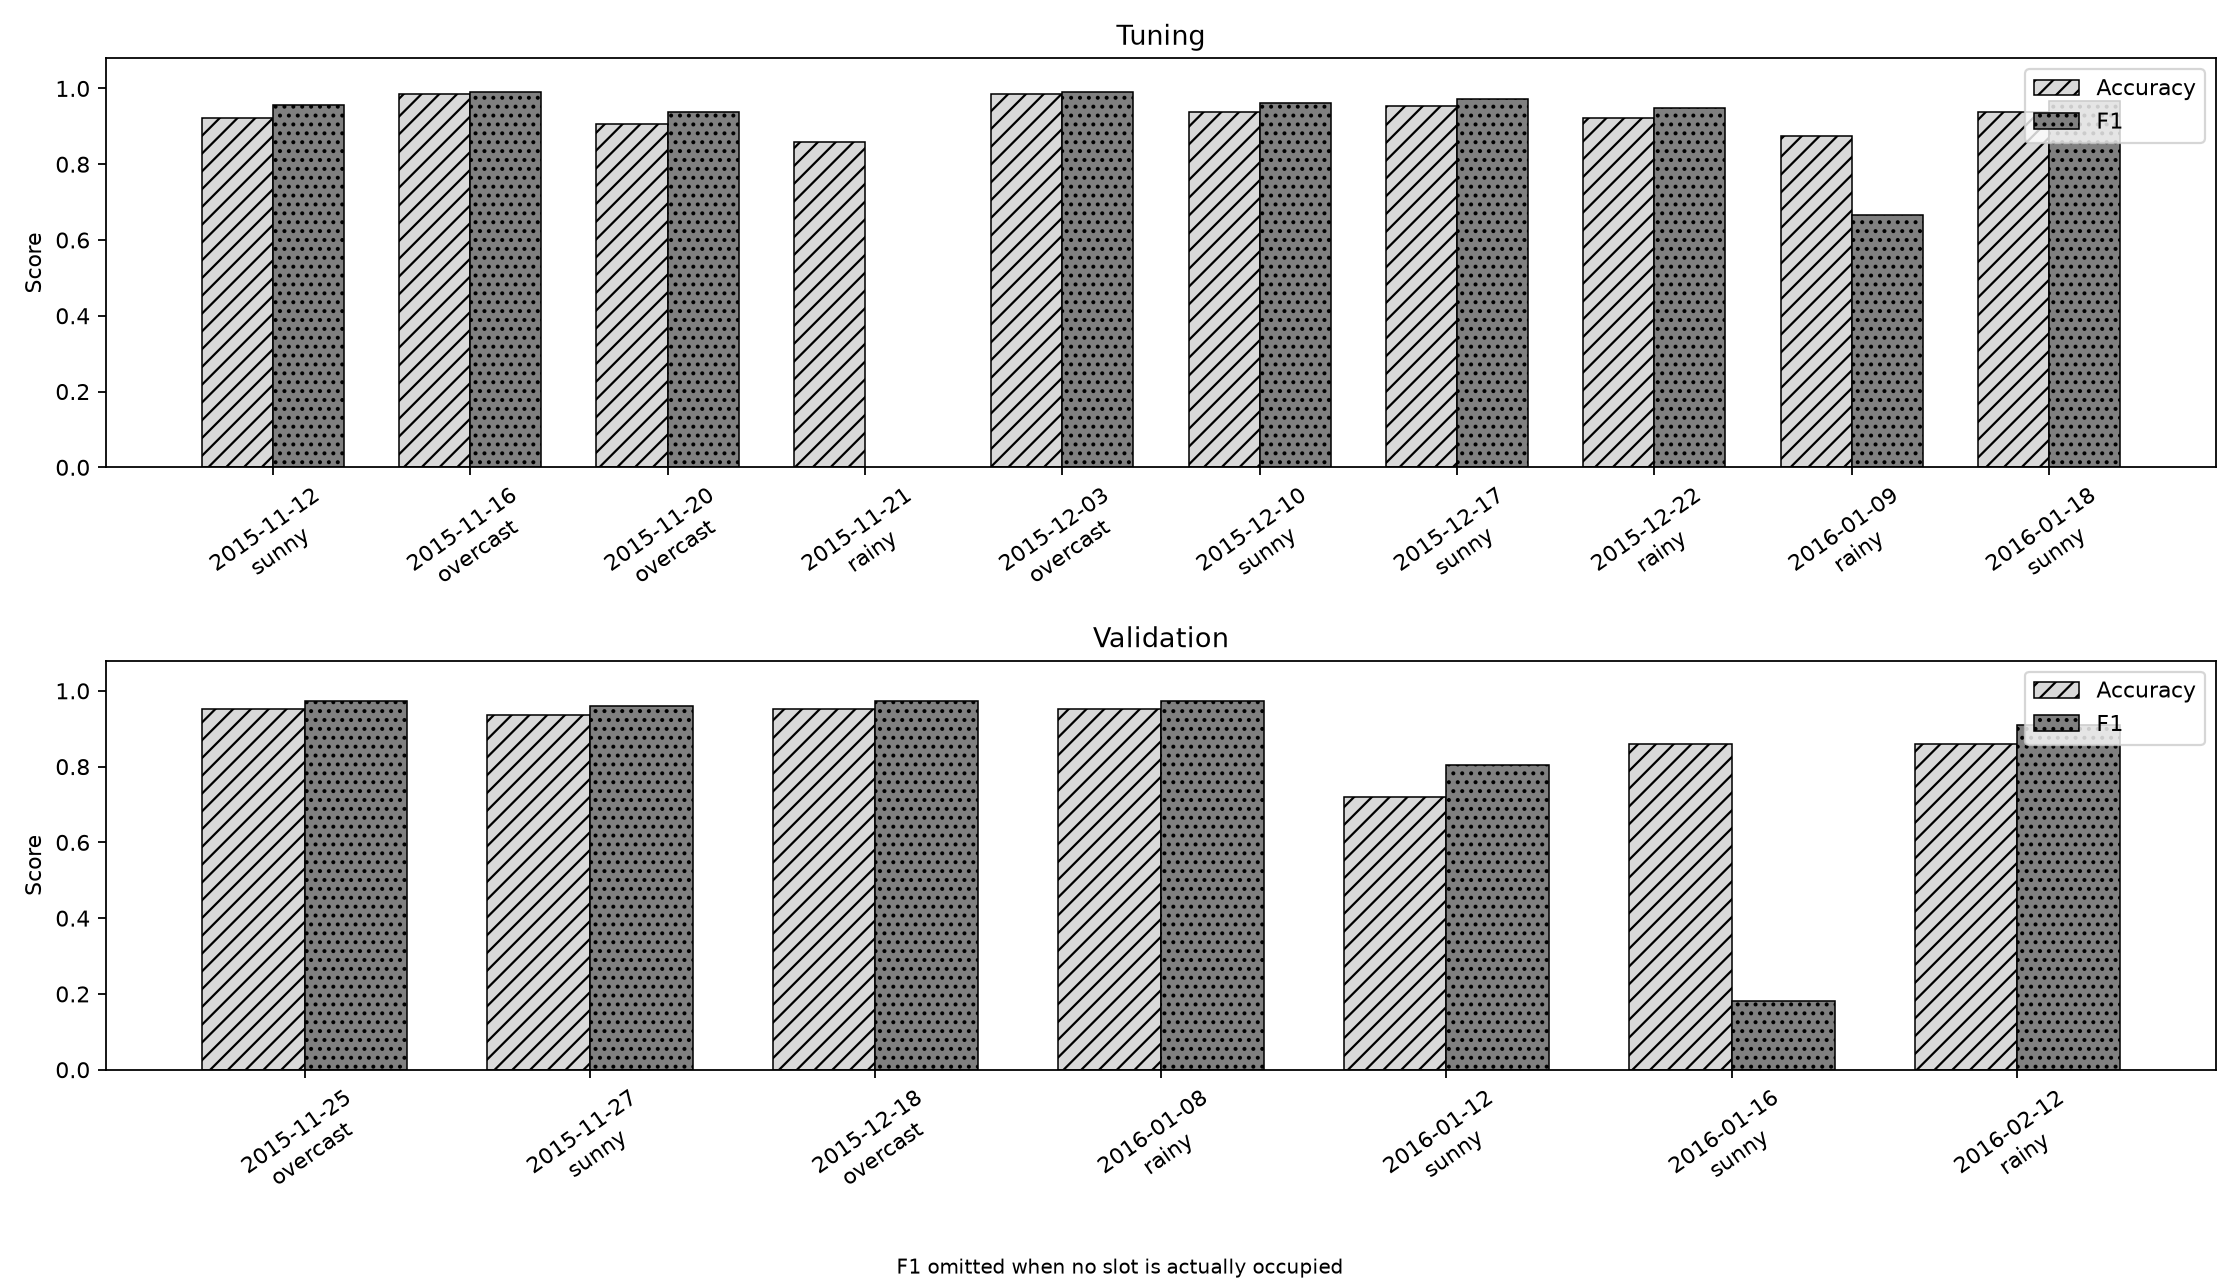 Tuning
Score
1.0
0.8
0.6
0.4
0.2
0.0
Accuracy
F1
2015-11-12
sunny
2015-11-16
overcast
2015-11-20
overcast
2015-11-21
rainy
2015-12-03
overcast
2015-12-10
sunny
2015-12-17
sunny
2015-12-22
rainy
2016-01-09
rainy
2016-01-18
sunny
Validation
Score
1.0
0.8
0.6
0.4
0.2
0.0
Accuracy
F1
2015-11-25
overcast
2015-11-27
sunny
2015-12-18
overcast
2016-01-08
rainy
2016-01-12
sunny
2016-01-16
sunny
2016-02-12
rainy
F1 omitted when no slot is actually occupied